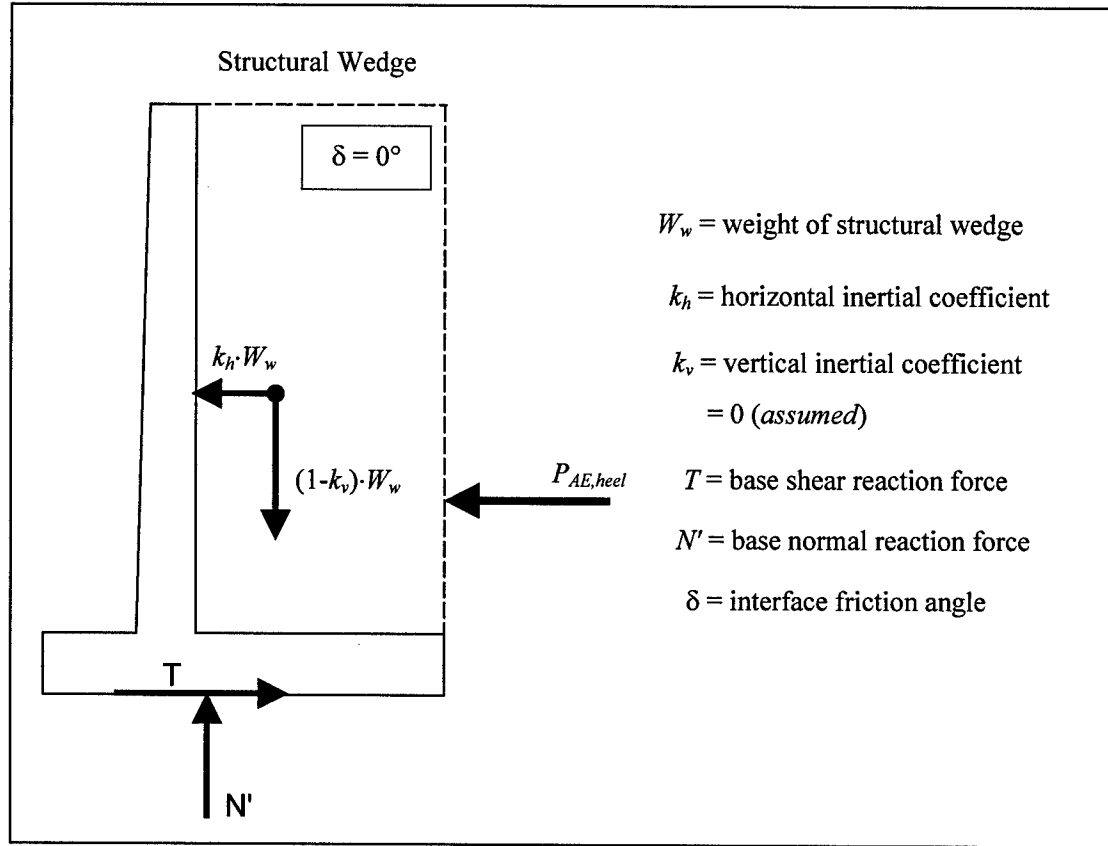 Structural Wedge
δ = 0°
k_h·W_w
(1-k_v)·W_w
P_AE,heel
T
N'
W_w = weight of structural wedge
k_h = horizontal inertial coefficient
k_v = vertical inertial coefficient
= 0 (assumed)
T = base shear reaction force
N' = base normal reaction force
δ = interface friction angle